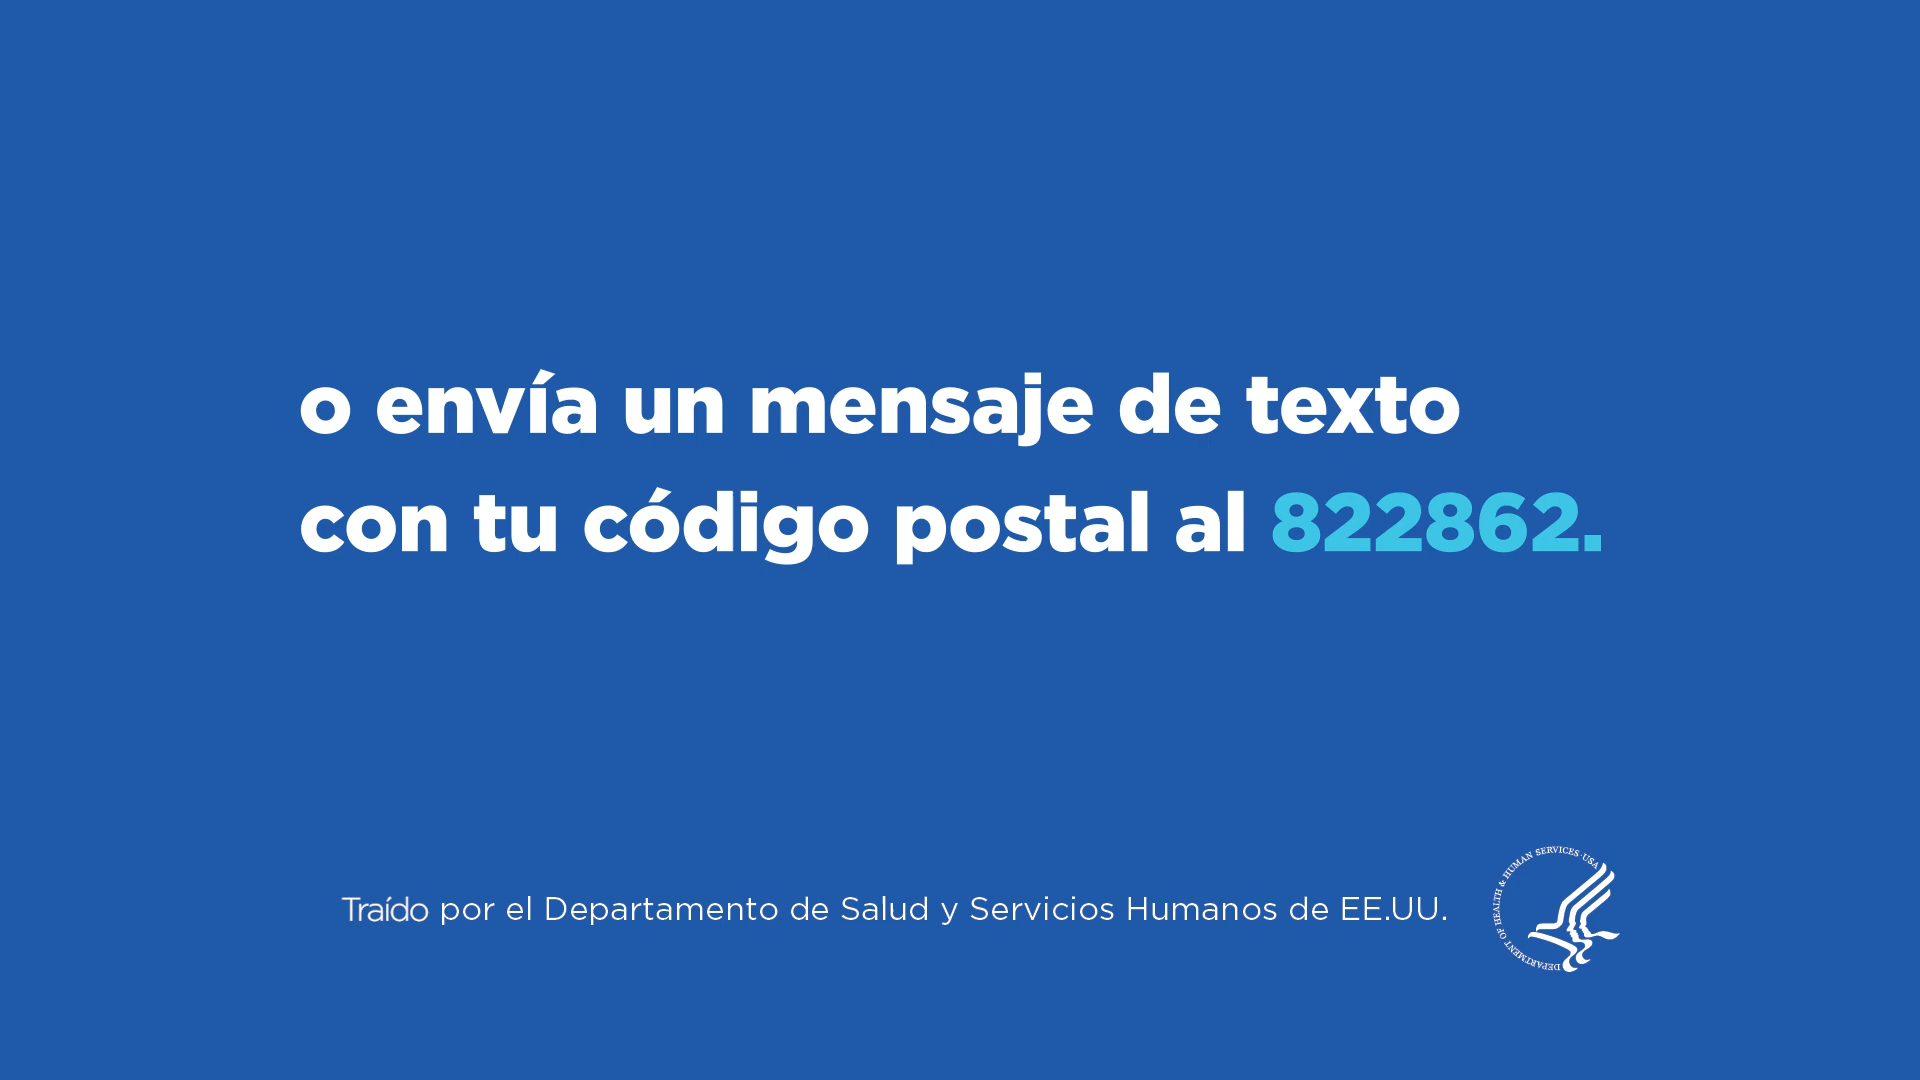 o envía un mensaje de texto
con tu código postal al 822862.
Traído por el Departamento de Salud y Servicios Humanos de EE.UU.
DEPARTMENT OF HEALTH & HUMAN SERVICES · USA